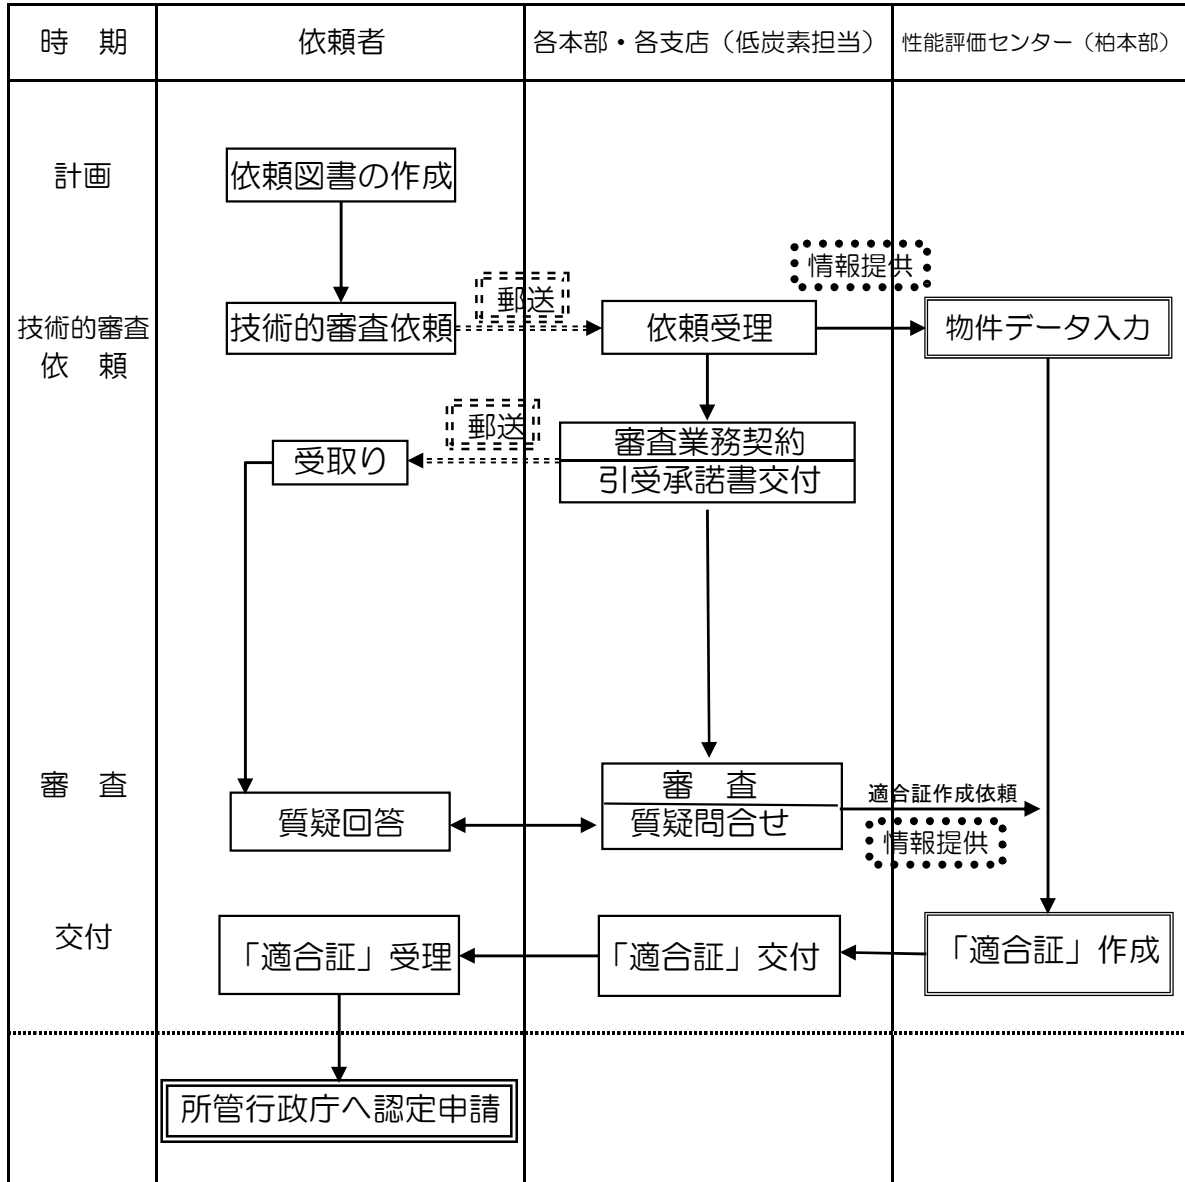 時　期
依頼者
各本部・各支店（低炭素担当）
性能評価センター（柏本部）
計画
依頼図書の作成
情報提供
郵送
技術的審査
依　頼
技術的審査依頼
依頼受理
物件データ入力
郵送
受取り
審査業務契約
引受承諾書交付
審　査
質疑回答
審　査
質疑問合せ
適合証作成依頼
情報提供
交付
「適合証」受理
「適合証」交付
「適合証」作成
所管行政庁へ認定申請